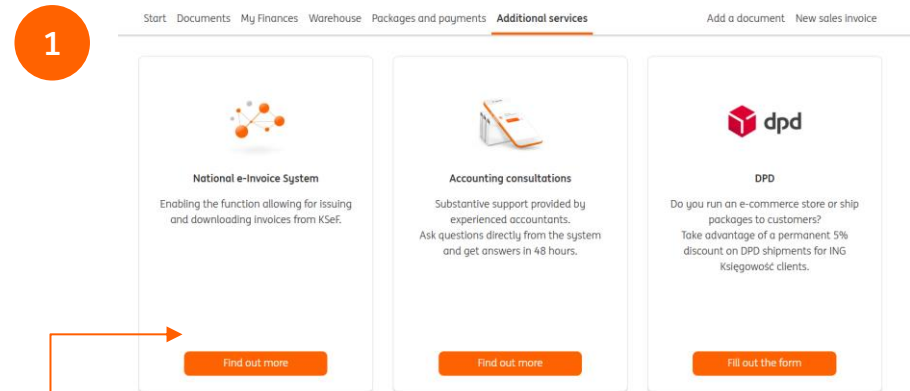 1
Start Documents My Finances Warehouse Packages and payments Additional services Add a document New sales invoice
National e-Invoice System
Enabling the function allowing for issuing
and downloading invoices from KSeF.
Find out more
Accounting consultations
Substantive support provided by
experienced accountants.
Ask questions directly from the system
and get answers in 48 hours.
Find out more
dpd
DPD
Do you run an e-commerce store or ship
packages to customers?
Take advantage of a permanent 5%
discount on DPD shipments for ING
Księgowość clients.
Fill out the form